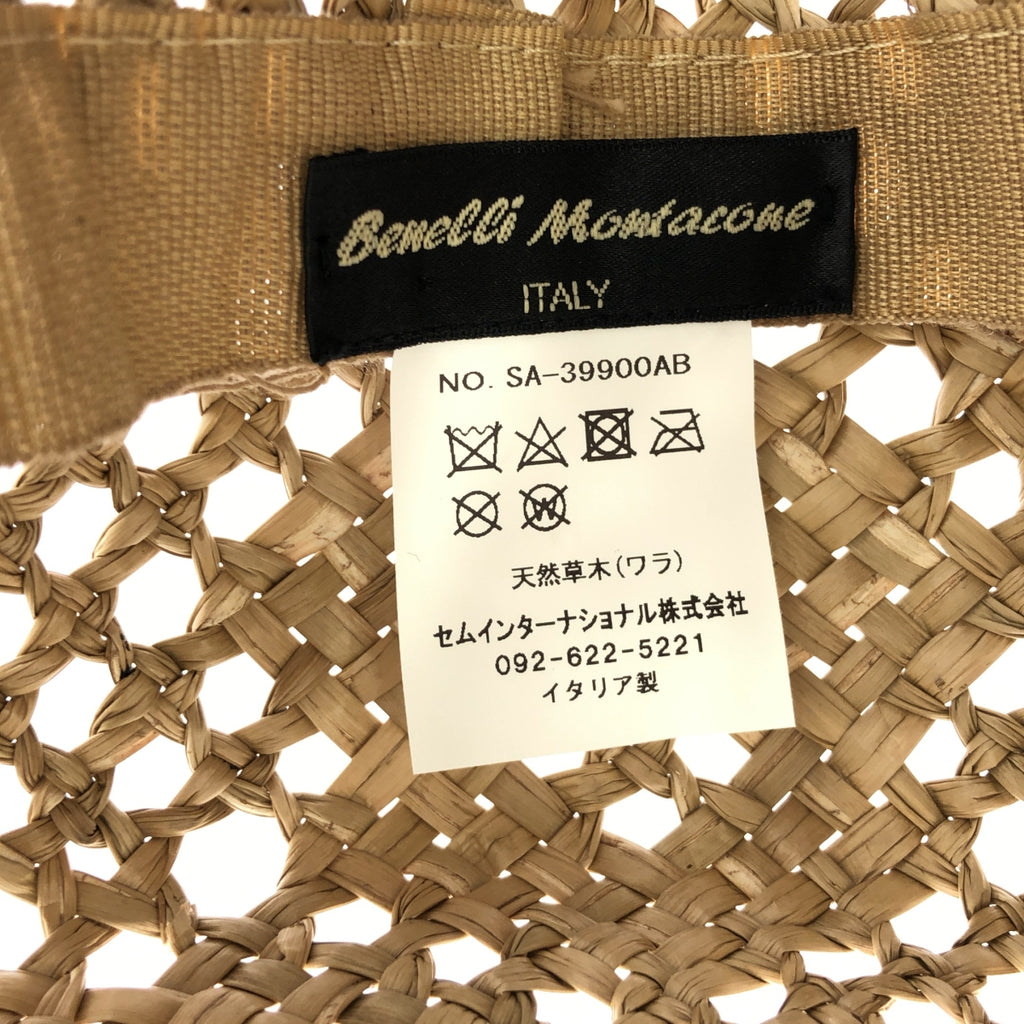 Benelli Montacone
ITALY
NO. SA-39900AB
W
天然草木(ワラ)
セムインターナショナル株式会社
092-622-5221
イタリア製